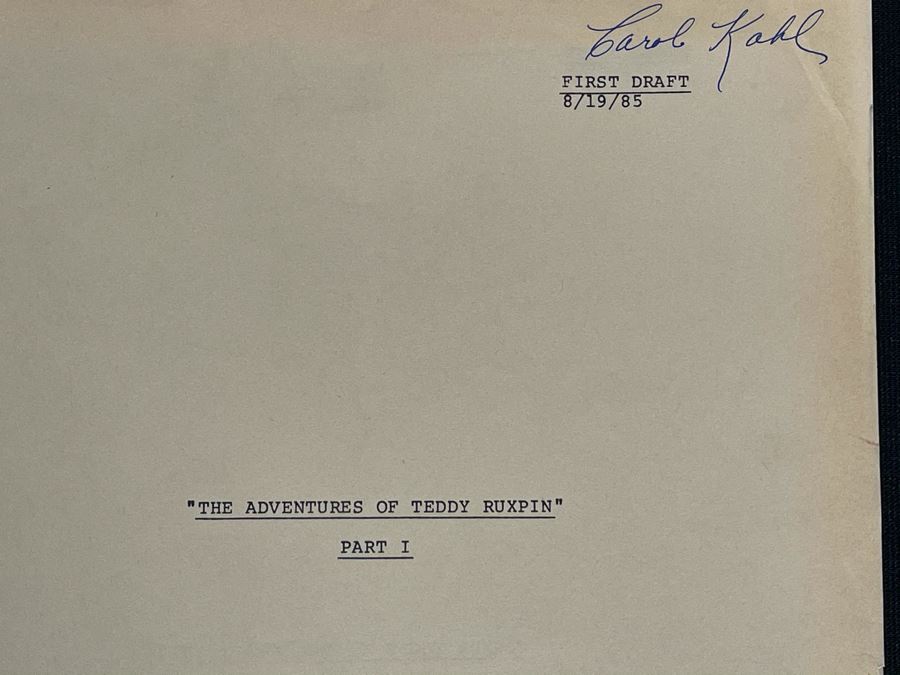 Carol Kahl
FIRST DRAFT
8/19/85
"THE ADVENTURES OF TEDDY RUXPIN"
PART I